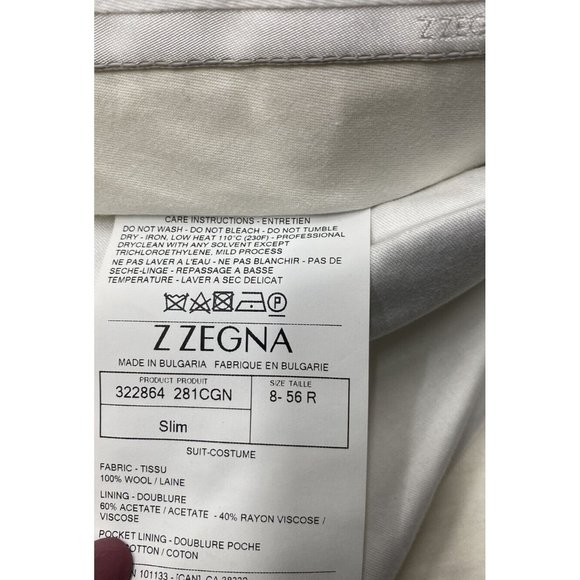 Z ZEG
CARE INSTRUCTIONS - ENTRETIEN
DO NOT WASH - DO NOT BLEACH - DO NOT TUMBLE
DRY - IRON, LOW HEAT 110°C (230F) - PROFESSIONAL
DRYCLEAN WITH ANY SOLVENT EXCEPT
TRICHLOROETHYLENE, MILD PROCESS
NE PAS LAVER A L'EAU - NE PAS BLANCHIR - PAS DE
SECHE-LINGE - REPASSAGE A BASSE
TEMPERATURE - LAVER A SEC DELICAT
P
Z ZEGNA
MADE IN BULGARIA FABRIQUE EN BULGARIE
PRODUCT PRODUIT
SIZE TAILLE
322864 281CGN
8- 56 R
Slim
SUIT-COSTUME
FABRIC - TISSU
100% WOOL / LAINE
LINING - DOUBLURE
60% ACETATE / ACETATE - 40% RAYON VISCOSE /
VISCOSE
POCKET LINING - DOUBLURE POCHE
COTTON / COTON
101133 - [CAN] CA